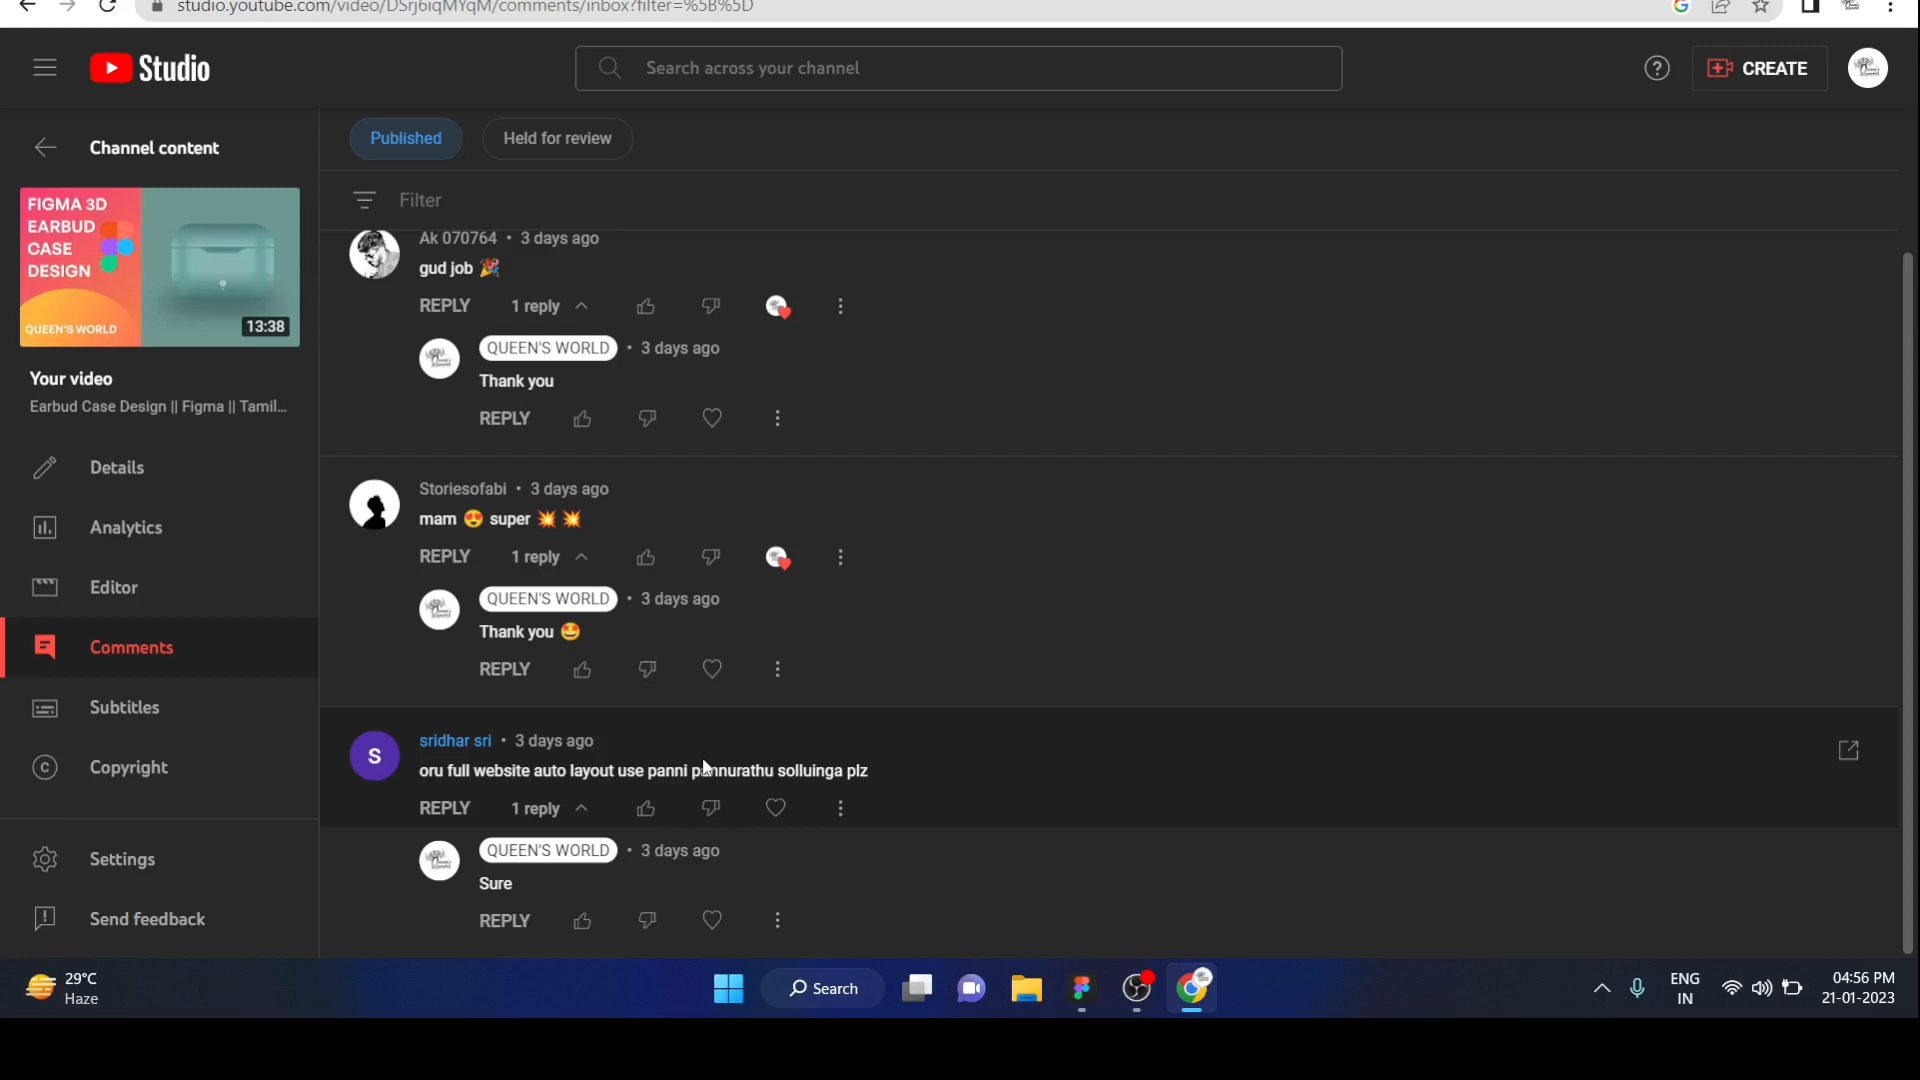 studio.youtube.com/video/DSrj6iqMYqM/comments/inbox?filter=%5B%5D
Studio
Search across your channel
CREATE
Channel content
FIGMA 3D
EARBUD
CASE
DESIGN
QUEEN'S WORLD
13:38
Your video
Earbud Case Design || Figma || Tamil...
Details
Analytics
Editor
Comments
Subtitles
Copyright
Settings
Send feedback
Published
Held for review
Filter
Ak 070764 • 3 days ago
gud job 🎉
REPLY 1 reply
QUEEN'S WORLD • 3 days ago
Thank you
REPLY
Storiesofabi • 3 days ago
mam 😍 super 💥 💥
REPLY 1 reply
QUEEN'S WORLD • 3 days ago
Thank you 🤩
REPLY
S
sridhar sri • 3 days ago
oru full website auto layout use panni pannurathu solluinga plz
REPLY 1 reply
QUEEN'S WORLD • 3 days ago
Sure
REPLY
29°C
Haze
Search
ENG
IN
04:56 PM
21-01-2023